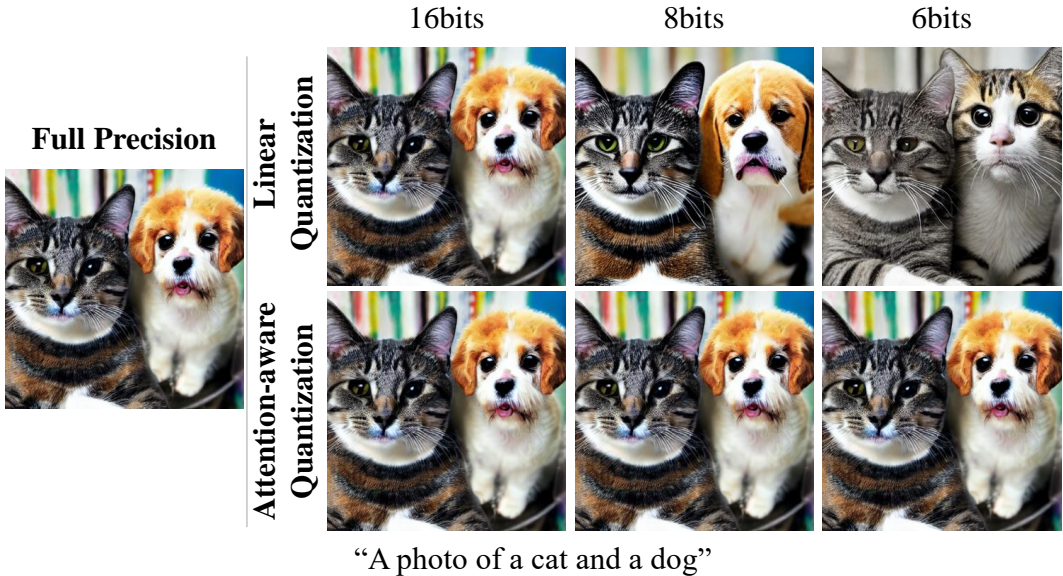 16bits 8bits 6bits
Full Precision
Linear
Quantization
Attention-aware
Quantization
“A photo of a cat and a dog”